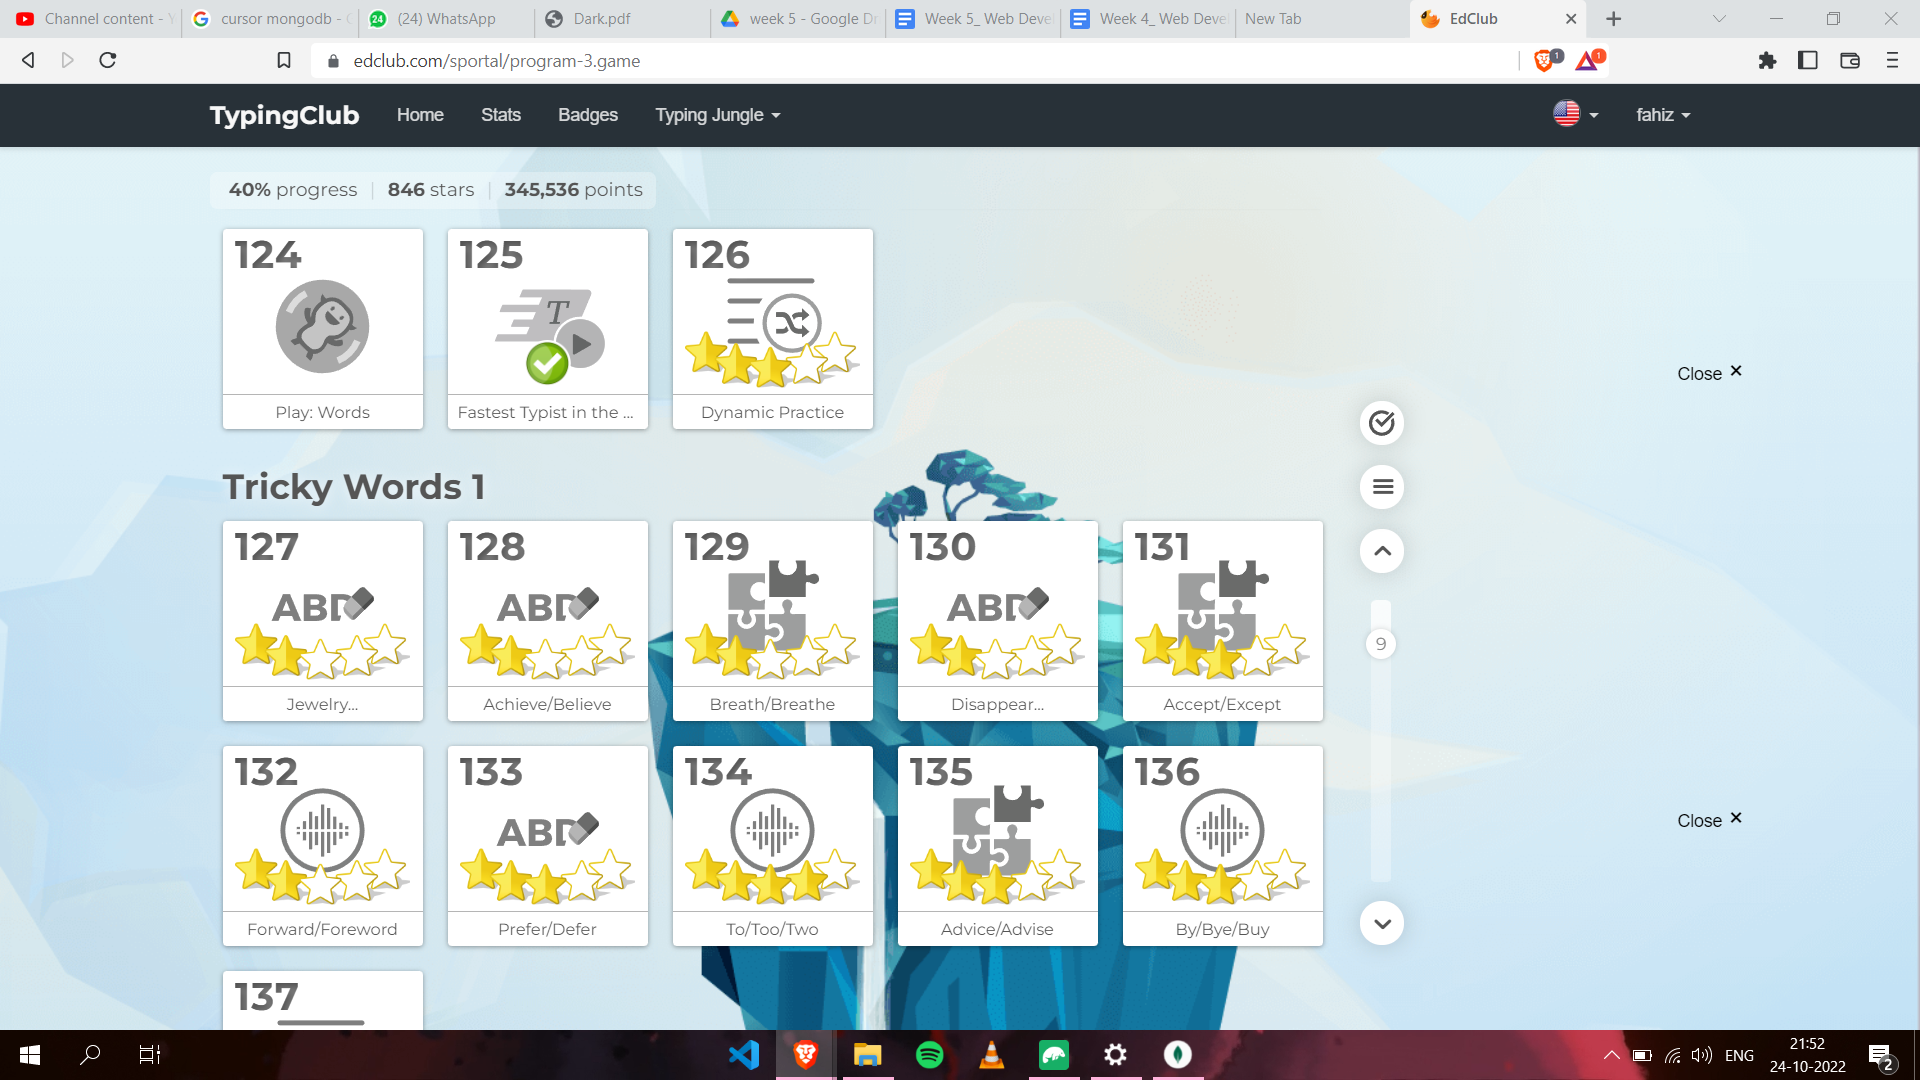 Channel content - Y
cursor mongodb - G
(24) WhatsApp
Dark.pdf
week 5 - Google Dr
Week 5_ Web Deve
Week 4_ Web Deve
New Tab
EdClub
edclub.com/sportal/program-3.game
1
1
TypingClub
Home
Stats
Badges
Typing Jungle
fahiz
40% progress
846 stars
345,536 points
124
Play: Words
125
T
Fastest Typist in the ...
126
Dynamic Practice
Close
Tricky Words 1
127
ABD
Jewelry...
128
ABD
Achieve/Believe
129
Breath/Breathe
130
ABD
Disappear...
131
Accept/Except
9
132
Forward/Foreword
133
ABD
Prefer/Defer
134
To/Too/Two
135
Advice/Advise
136
By/Bye/Buy
Close
137
ENG
21:52
24-10-2022
2